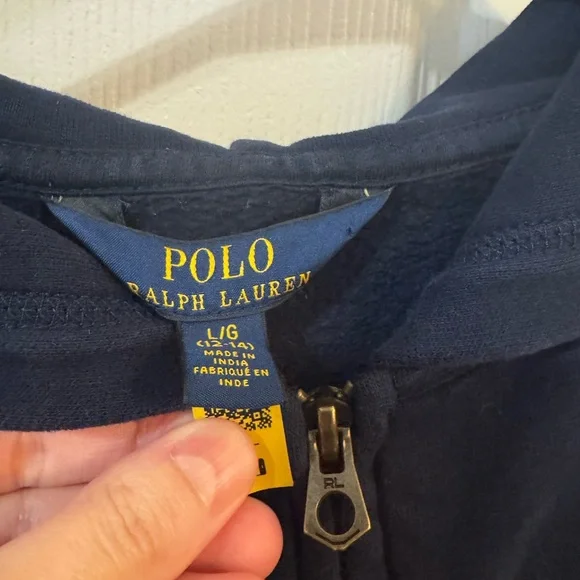 POLO
RALPH LAUREN
L/G
(12-14)
MADE IN
INDIA
FABRIQUÉ EN
INDE
RL